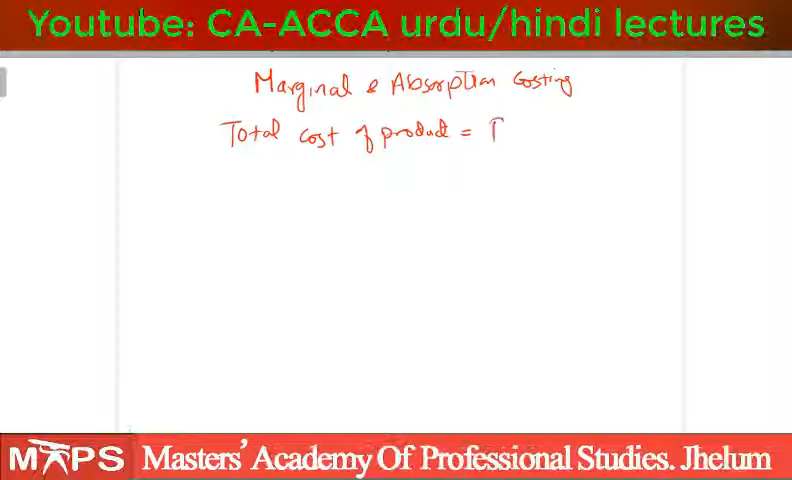 Youtube: CA-ACCA urdu/hindi lectures
Marginal & Absorption Costing
Total cost of product =
MAPS Masters' Academy Of Professional Studies. Jhelum